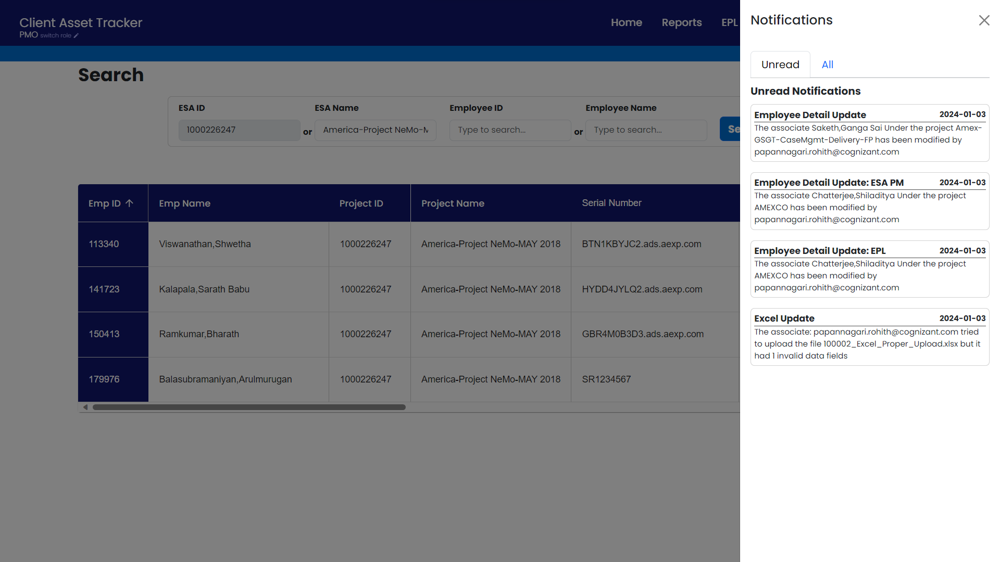 Client Asset Tracker
PMO switch role
Home Reports EPL
Search
ESA ID ESA Name Employee ID Employee Name
1000226247 or America-Project NeMo-M Type to search... or Type to search... Se
Emp ID Emp Name Project ID Project Name Serial Number
113340 Viswanathan,Shwetha 1000226247 America-Project NeMo-MAY 2018 BTN1KBYJC2.ads.aexp.com
141723 Kalapala,Sarath Babu 1000226247 America-Project NeMo-MAY 2018 HYDD4JYLQ2.ads.aexp.com
150413 Ramkumar,Bharath 1000226247 America-Project NeMo-MAY 2018 GBR4M0B3D3.ads.aexp.com
179976 Balasubramaniyan,Arulmurugan 1000226247 America-Project NeMo-MAY 2018 SR1234567
Notifications
Unread All
Unread Notifications
Employee Detail Update 2024-01-03
The associate Saketh,Ganga Sai Under the project Amex-
GSGT-CaseMgmt-Delivery-FP has been modified by
papannagari.rohith@cognizant.com
Employee Detail Update: ESA PM 2024-01-03
The associate Chatterjee,Shiladitya Under the project
AMEXCO has been modified by
papannagari.rohith@cognizant.com
Employee Detail Update: EPL 2024-01-03
The associate Chatterjee,Shiladitya Under the project
AMEXCO has been modified by
papannagari.rohith@cognizant.com
Excel Update 2024-01-03
The associate: papannagari.rohith@cognizant.com tried
to upload the file 100002_Excel_Proper_Upload.xlsx but it
had 1 invalid data fields